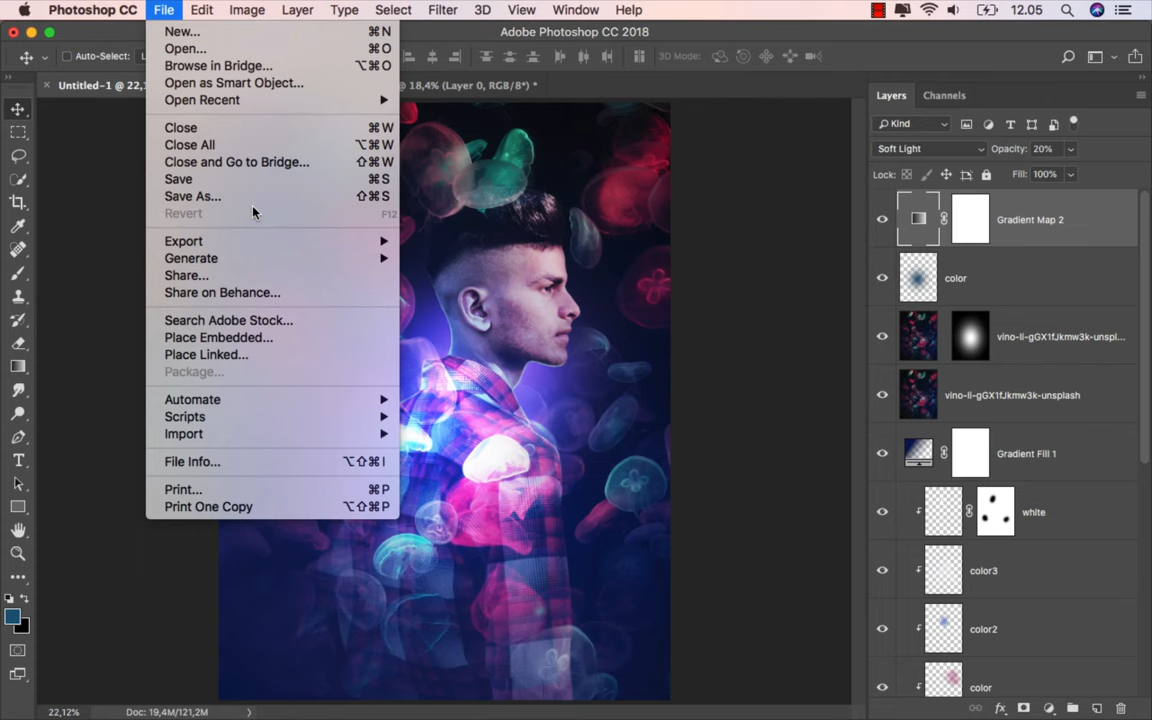 Photoshop CC File Edit Image Layer Type Select Filter 3D View Window Help 12.05
Adobe Photoshop CC 2018
Auto-Select: 3D Mode:
× Untitled-1 @ 22,1 @ 18,4% (Layer 0, RGB/8*) *
New... ⌘N
Open... ⌘O
Browse in Bridge... ⌥⌘O
Open as Smart Object...
Open Recent ▶
Close ⌘W
Close All ⌥⌘W
Close and Go to Bridge... ⇧⌘W
Save ⌘S
Save As... ⇧⌘S
Revert F12
Export ▶
Generate ▶
Share...
Share on Behance...
Search Adobe Stock...
Place Embedded...
Place Linked...
Package...
Automate ▶
Scripts ▶
Import ▶
File Info... ⌥⇧⌘I
Print... ⌘P
Print One Copy ⌥⇧⌘P
Layers Channels
Kind
Soft Light Opacity: 20%
Lock: Fill: 100%
Gradient Map 2
color
vino-li-gGX1fJkmw3k-unspl...
vino-li-gGX1fJkmw3k-unsplash
Gradient Fill 1
white
color3
color2
color
22,12% Doc: 19,4M/121,2M